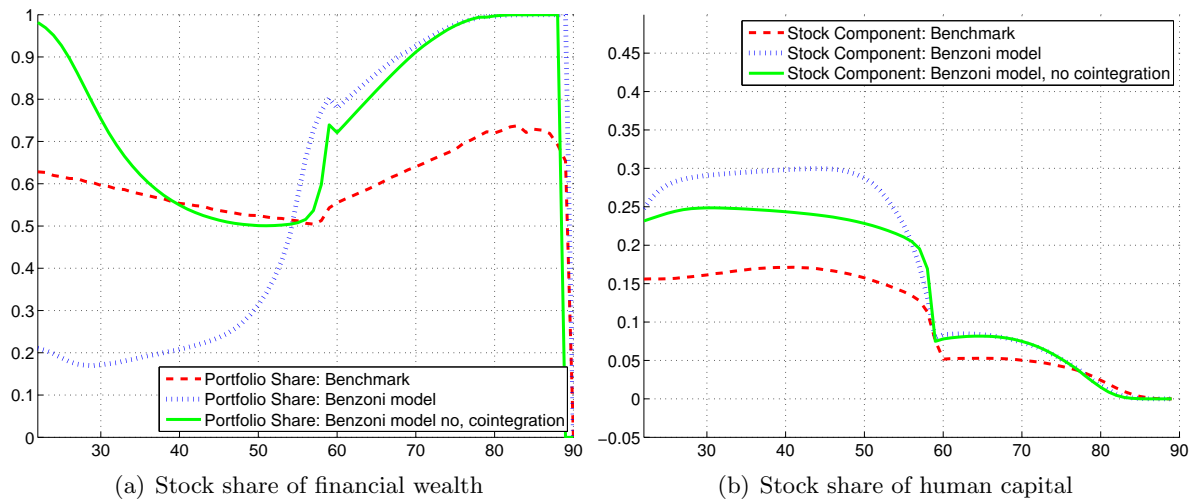 1
0.9
0.8
0.7
0.6
0.5
0.4
0.3
0.2
0.1
0
30 40 50 60 70 80 90
Portfolio Share: Benchmark
Portfolio Share: Benzoni model
Portfolio Share: Benzoni model no, cointegration
(a) Stock share of financial wealth
Stock Component: Benchmark
Stock Component: Benzoni model
Stock Component: Benzoni model, no cointegration
0.45
0.4
0.35
0.3
0.25
0.2
0.15
0.1
0.05
0
−0.05
30 40 50 60 70 80 90
(b) Stock share of human capital